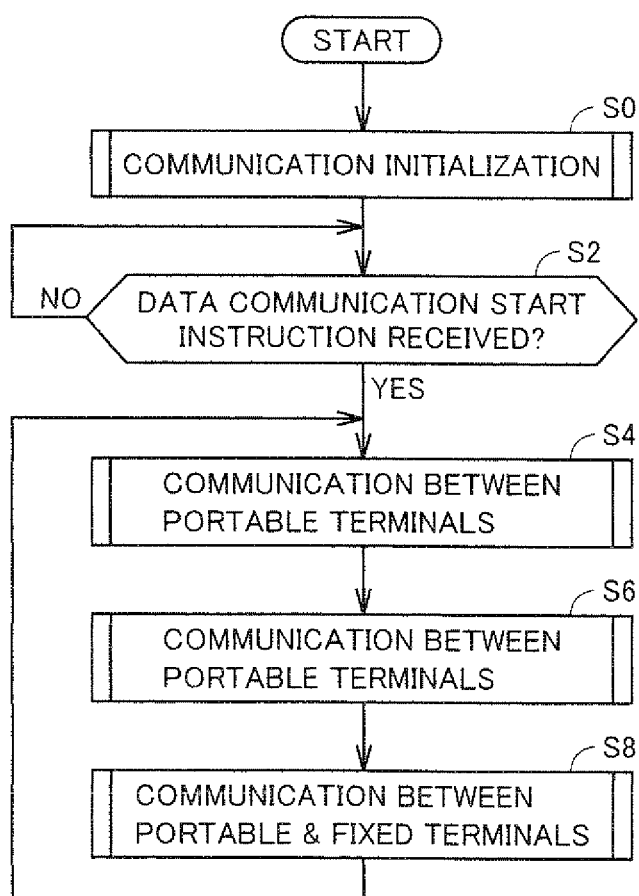 START
S0
COMMUNICATION INITIALIZATION
S2
NO
DATA COMMUNICATION START
INSTRUCTION RECEIVED?
YES
S4
COMMUNICATION BETWEEN
PORTABLE TERMINALS
S6
COMMUNICATION BETWEEN
PORTABLE TERMINALS
S8
COMMUNICATION BETWEEN
PORTABLE & FIXED TERMINALS